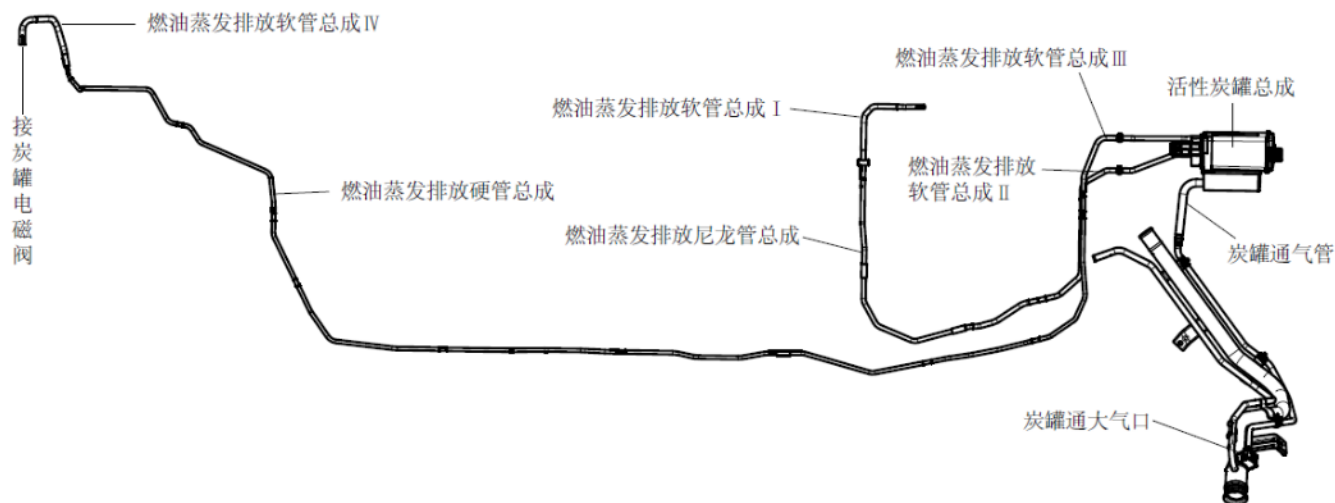 燃油蒸发排放软管总成Ⅳ
燃油蒸发排放软管总成Ⅲ
活性炭罐总成
燃油蒸发排放软管总成Ⅰ
接炭罐电磁阀
燃油蒸发排放
软管总成Ⅱ
燃油蒸发排放硬管总成
燃油蒸发排放尼龙管总成
炭罐通气管
炭罐通大气口